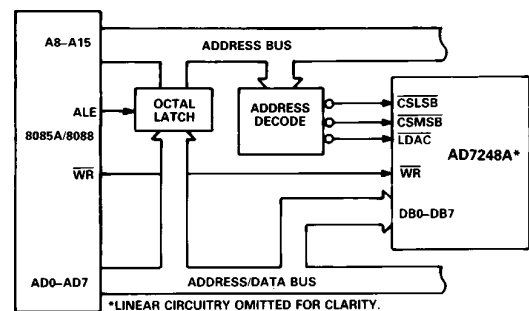 A8–A15
ADDRESS BUS
ALE
OCTAL
LATCH
ADDRESS
DECODE
CSLSB
CSMSB
LDAC
8085A/8088
AD7248A*
WR
WR
DB0–DB7
AD0–AD7
ADDRESS/DATA BUS
*LINEAR CIRCUITRY OMITTED FOR CLARITY.